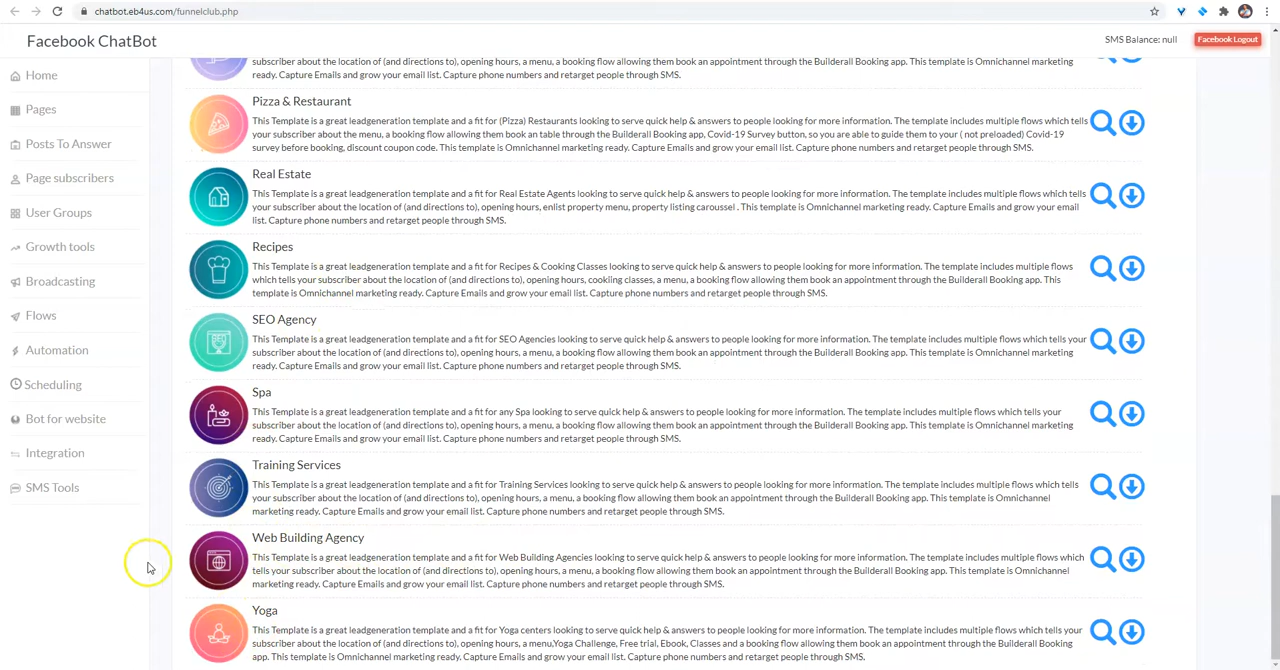 chatbot.eb4us.com/funnelclub.php
Facebook ChatBot
SMS Balance: null
Facebook Logout
Home
Pages
Posts To Answer
Page subscribers
User Groups
Growth tools
Broadcasting
Flows
Automation
Scheduling
Bot for website
Integration
SMS Tools
subscriber about the location of (and directions to), opening hours, a menu, a booking flow allowing them book an appointment through the Builderall Booking app. This template is Omnichannel marketing
ready. Capture Emails and grow your email list. Capture phone numbers and retarget people through SMS.
Pizza & Restaurant
This Template is a great leadgeneration template and a fit for (Pizza) Restaurants looking to serve quick help & answers to people looking for more information. The template includes multiple flows which tells
your subscriber about the menu, a booking flow allowing them book an table through the Builderall Booking app, Covid-19 Survey button, so you are able to guide them to your ( not preloaded) Covid-19
survey before booking, discount coupon code. This template is Omnichannel marketing ready. Capture Emails and grow your email list. Capture phone numbers and retarget people through SMS.
Real Estate
This Template is a great leadgeneration template and a fit for Real Estate Agents looking to serve quick help & answers to people looking for more information. The template includes multiple flows which tells
your subscriber about the location of (and directions to), opening hours, enlist property menu, property listing caroussel . This template is Omnichannel marketing ready. Capture Emails and grow your email
list. Capture phone numbers and retarget people through SMS.
Recipes
This Template is a great leadgeneration template and a fit for Recipes & Cooking Classes looking to serve quick help & answers to people looking for more information. The template includes multiple flows
which tells your subscriber about the location of (and directions to), opening hours, cooking classes, a menu, a booking flow allowing them book an appointment through the Builderall Booking app. This
template is Omnichannel marketing ready. Capture Emails and grow your email list. Capture phone numbers and retarget people through SMS.
SEO Agency
SEO
This Template is a great leadgeneration template and a fit for SEO Agencies looking to serve quick help & answers to people looking for more information. The template includes multiple flows which tells your
subscriber about the location of (and directions to), opening hours, a menu, a booking flow allowing them book an appointment through the Builderall Booking app. This template is Omnichannel marketing
ready. Capture Emails and grow your email list. Capture phone numbers and retarget people through SMS.
Spa
This Template is a great leadgeneration template and a fit for any Spa looking to serve quick help & answers to people looking for more information. The template includes multiple flows which tells your
subscriber about the location of (and directions to), opening hours, a menu, a booking flow allowing them book an appointment through the Builderall Booking app. This template is Omnichannel marketing
ready. Capture Emails and grow your email list. Capture phone numbers and retarget people through SMS.
Training Services
This Template is a great leadgeneration template and a fit for Training Services looking to serve quick help & answers to people looking for more information. The template includes multiple flows which tells
your subscriber about the location of (and directions to), opening hours, a menu, a booking flow allowing them book an appointment through the Builderall Booking app. This template is Omnichannel
marketing ready. Capture Emails and grow your email list. Capture phone numbers and retarget people through SMS.
Web Building Agency
This Template is a great leadgeneration template and a fit for Web Building Agencies looking to serve quick help & answers to people looking for more information. The template includes multiple flows which
tells your subscriber about the location of (and directions to), opening hours, a menu, a booking flow allowing them book an appointment through the Builderall Booking app. This template is Omnichannel
marketing ready. Capture Emails and grow your email list. Capture phone numbers and retarget people through SMS.
Yoga
This Template is a great leadgeneration template and a fit for Yoga centers looking to serve quick help & answers to people looking for more information. The template includes multiple flows which tells your
subscriber about the location of (and directions to), opening hours, a menu,Yoga Challenge, Free trial, Ebook, Classes and a booking flow allowing them book an appointment through the Builderall Booking
app. This template is Omnichannel marketing ready. Capture Emails and grow your email list. Capture phone numbers and retarget people through SMS.